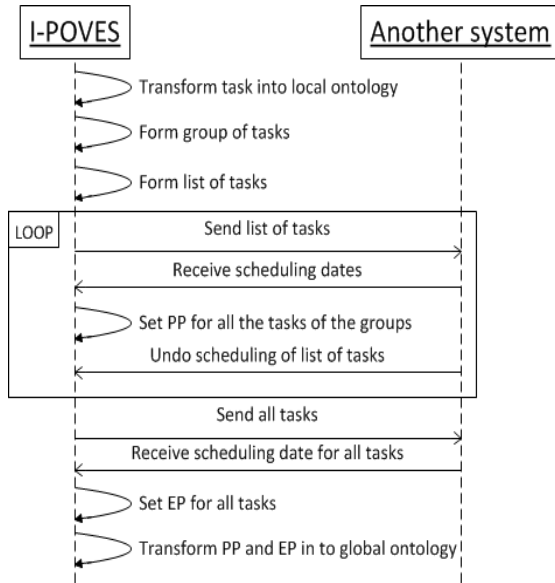 I-POVES
Another system
Transform task into local ontology
Form group of tasks
Form list of tasks
LOOP
Send list of tasks
Receive scheduling dates
Set PP for all the tasks of the groups
Undo scheduling of list of tasks
Send all tasks
Receive scheduling date for all tasks
Set EP for all tasks
Transform PP and EP in to global ontology